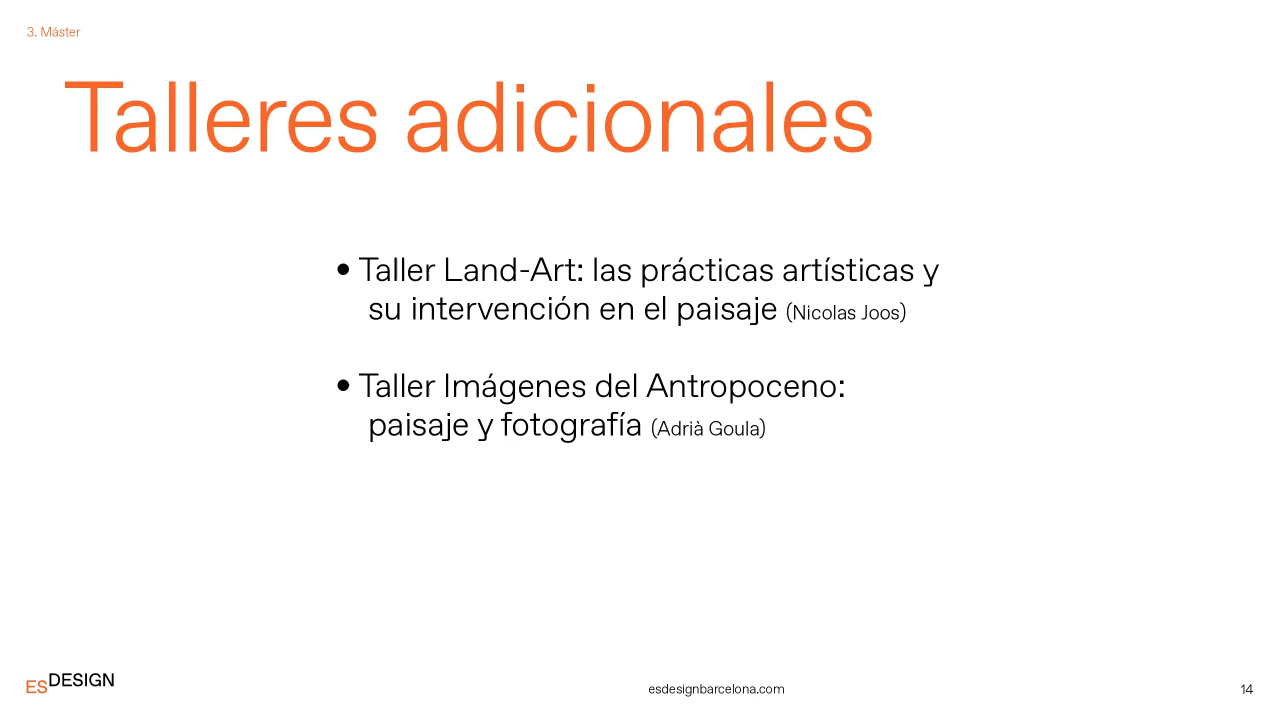 3. Máster
Talleres adicionales
• Taller Land-Art: las prácticas artísticas y
su intervención en el paisaje (Nicolas Joos)
• Taller Imágenes del Antropoceno:
paisaje y fotografía (Adrià Goula)
ESDESIGN
esdesignbarcelona.com
14